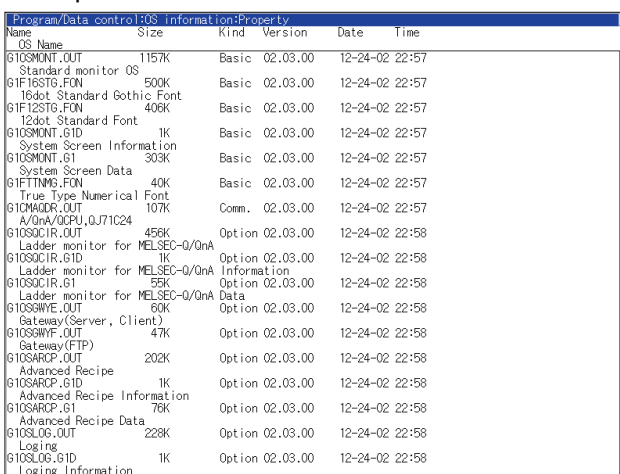 Program/Data control:OS information:Property
Name Size Kind Version Date Time
OS Name
G1OSMONT.OUT 1157K Basic 02.03.00 12-24-02 22:57
Standard monitor OS
G1F16STG.FON 500K Basic 02.03.00 12-24-02 22:57
16dot Standard Gothic Font
G1F12STG.FON 406K Basic 02.03.00 12-24-02 22:57
12dot Standard Font
G1OSMONT.G1D 1K Basic 02.03.00 12-24-02 22:57
System Screen Information
G1OSMONT.G1 303K Basic 02.03.00 12-24-02 22:57
System Screen Data
G1FTTNMG.FON 40K Basic 02.03.00 12-24-02 22:57
True Type Numerical Font
G1CMAQDR.OUT 107K Comm. 02.03.00 12-24-02 22:57
A/QnA/QCPU,QJ71C24
G1OSQCIR.OUT 456K Option 02.03.00 12-24-02 22:58
Ladder monitor for MELSEC-Q/QnA
G1OSQCIR.G1D 1K Option 02.03.00 12-24-02 22:58
Ladder monitor for MELSEC-Q/QnA Information
G1OSQCIR.G1 55K Option 02.03.00 12-24-02 22:58
Ladder monitor for MELSEC-Q/QnA Data
G1OSGWYE.OUT 60K Option 02.03.00 12-24-02 22:58
Gateway(Server, Client)
G1OSGWYF.OUT 47K Option 02.03.00 12-24-02 22:58
Gateway(FTP)
G1OSARCP.OUT 202K Option 02.03.00 12-24-02 22:58
Advanced Recipe
G1OSARCP.G1D 1K Option 02.03.00 12-24-02 22:58
Advanced Recipe Information
G1OSARCP.G1 76K Option 02.03.00 12-24-02 22:58
Advanced Recipe Data
G1OSLOG.OUT 228K Option 02.03.00 12-24-02 22:58
Loging
G1OSLOG.G1D 1K Option 02.03.00 12-24-02 22:58
Loging Information